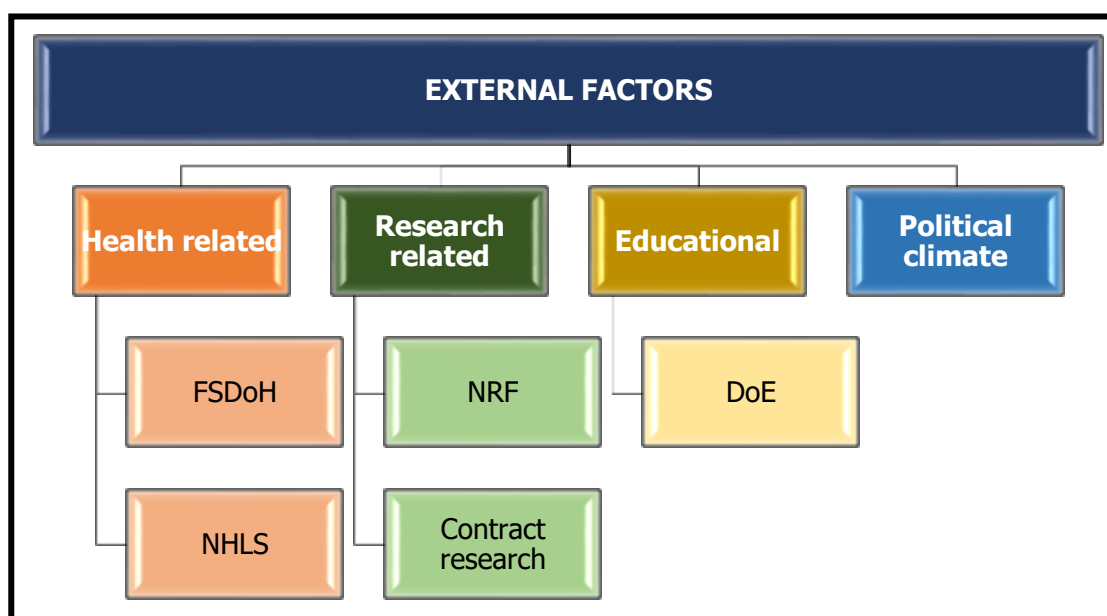 EXTERNAL FACTORS
Health related
Research
related
Educational
Political
climate
FSDoH
NRF
DoE
NHLS
Contract
research